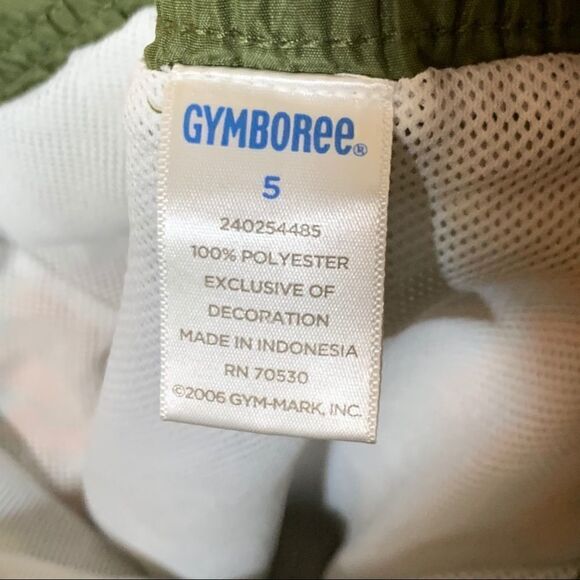 GYMBOREE®
5
240254485
100% POLYESTER
EXCLUSIVE OF
DECORATION
MADE IN INDONESIA
RN 70530
©2006 GYM-MARK, INC.